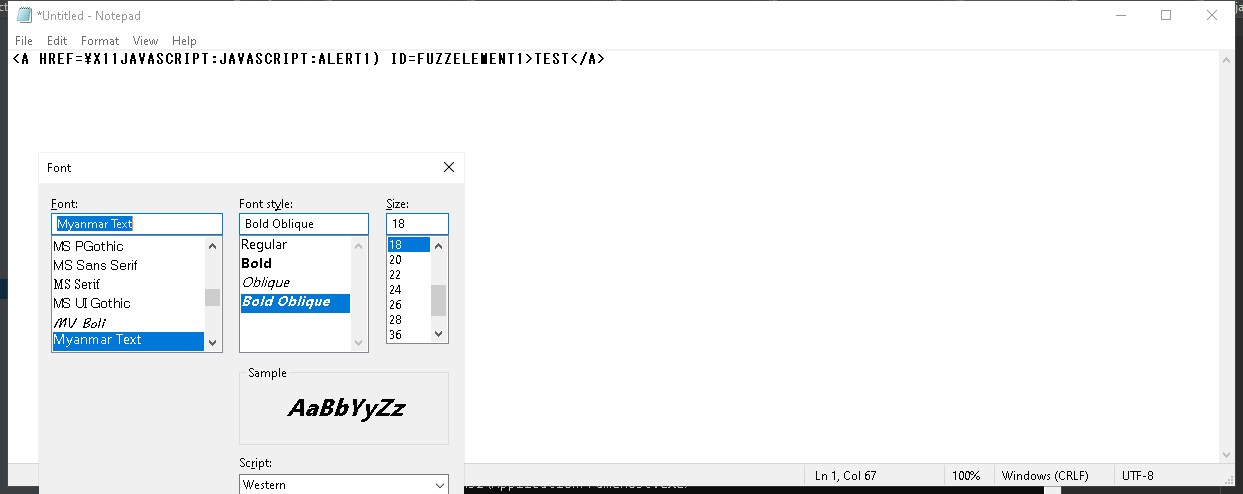 *Untitled - Notepad
File Edit Format View Help
<A HREF=¥X11JAVASCRIPT:JAVASCRIPT:ALERT1) ID=FUZZELEMENT1>TEST</A>
Font
Font: Font style: Size:
Myanmar Text Bold Oblique 18
MS PGothic Regular 18
MS Sans Serif Bold 20
MS Serif Oblique 22
MS UI Gothic Bold Oblique 24
MV Boli 26
Myanmar Text 28
36
Sample
AaBbYyZz
Script:
Western
Ln 1, Col 67 100% Windows (CRLF) UTF-8